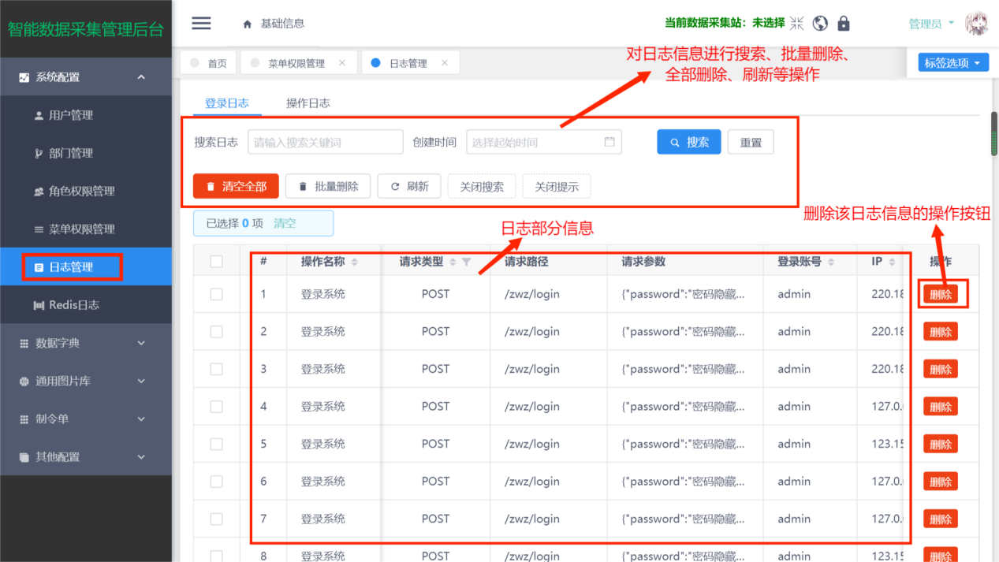 智能数据采集管理后台
基础信息
当前数据采集站：未选择
管理员
首页
菜单权限管理
日志管理
标签选项
对日志信息进行搜索、批量删除、
全部删除、刷新等操作
系统配置
用户管理
部门管理
角色权限管理
菜单权限管理
日志管理
Redis日志
数据字典
通用图片库
制令单
其他配置
登录日志 操作日志
搜索日志 请输入搜索关键词 创建时间 选择起始时间 搜索 重置
清空全部 批量删除 刷新 关闭搜索 关闭提示
已选择 0 项 清空
日志部分信息
删除该日志信息的操作按钮
# 操作名称 请求类型 请求路径 请求参数 登录账号 IP 操作
1 登录系统 POST /zwz/login {"password":"密码隐藏... admin 220.18 删除
2 登录系统 POST /zwz/login {"password":"密码隐藏... admin 220.18 删除
3 登录系统 POST /zwz/login {"password":"密码隐藏... admin 220.18 删除
4 登录系统 POST /zwz/login {"password":"密码隐藏... admin 127.0. 删除
5 登录系统 POST /zwz/login {"password":"密码隐藏... admin 123.15 删除
6 登录系统 POST /zwz/login {"password":"密码隐藏... admin 127.0. 删除
7 登录系统 POST /zwz/login {"password":"密码隐藏... admin 127.0. 删除
8 登录系统 POST /zwz/login {"password":"密码隐藏... admin 123.15 删除